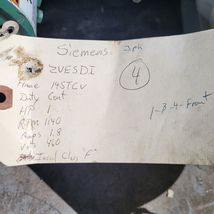 Siemens 3ph
2VESDI
Frame 145TCV
Duty Cont
HP 1
RPM 1140
Amps 1.8
Volts 460
Insul Class "F"
4
1-3-4-Front